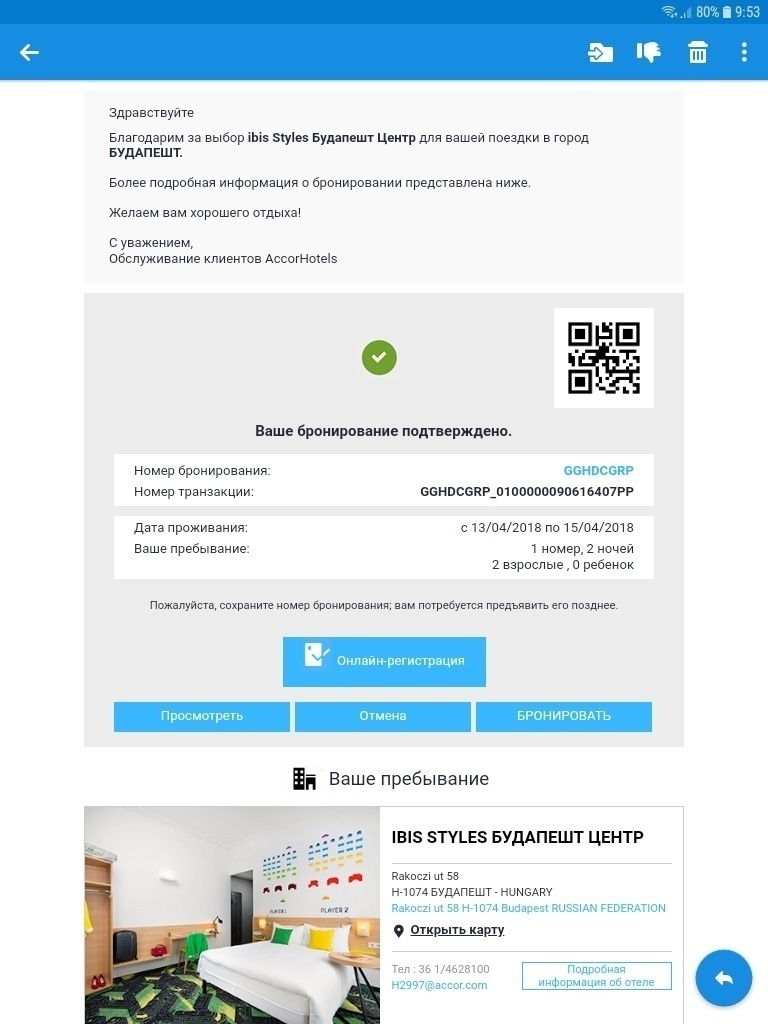 80% 9:53
Здравствуйте
Благодарим за выбор ibis Styles Будапешт Центр для вашей поездки в город
БУДАПЕШТ.
Более подробная информация о бронировании представлена ниже.
Желаем вам хорошего отдыха!
С уважением,
Обслуживание клиентов AccorHotels
Ваше бронирование подтверждено.
Номер бронирования: GGHDCGRP
Номер транзакции: GGHDCGRP_0100000090616407PP
Дата проживания: с 13/04/2018 по 15/04/2018
Ваше пребывание: 1 номер, 2 ночей
2 взрослые , 0 ребенок
Пожалуйста, сохраните номер бронирования; вам потребуется предъявить его позднее.
Онлайн-регистрация
Просмотреть Отмена БРОНИРОВАТЬ
Ваше пребывание
IBIS STYLES БУДАПЕШТ ЦЕНТР
Rakoczi ut 58
H-1074 БУДАПЕШТ - HUNGARY
Rakoczi ut 58 H-1074 Budapest RUSSIAN FEDERATION
Открыть карту
Тел : 36 1/4628100
H2997@accor.com
Подробная
информация об отеле
PLAYER 1 PLAYER 2